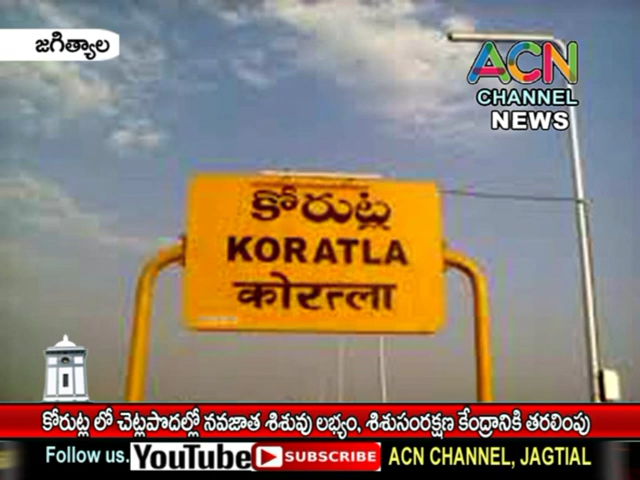 జగిత్యాల
ACN
CHANNEL
NEWS
కోరుట్ల
KORATLA
कोरत्ला
కోరుట్ల లో చెట్లపొదల్లో నవజాత శిశువు లభ్యం, శిశుసంరక్షణ కేంద్రానికి తరలింపు
Follow us. YouTube SUBSCRIBE ACN CHANNEL, JAGTIAL